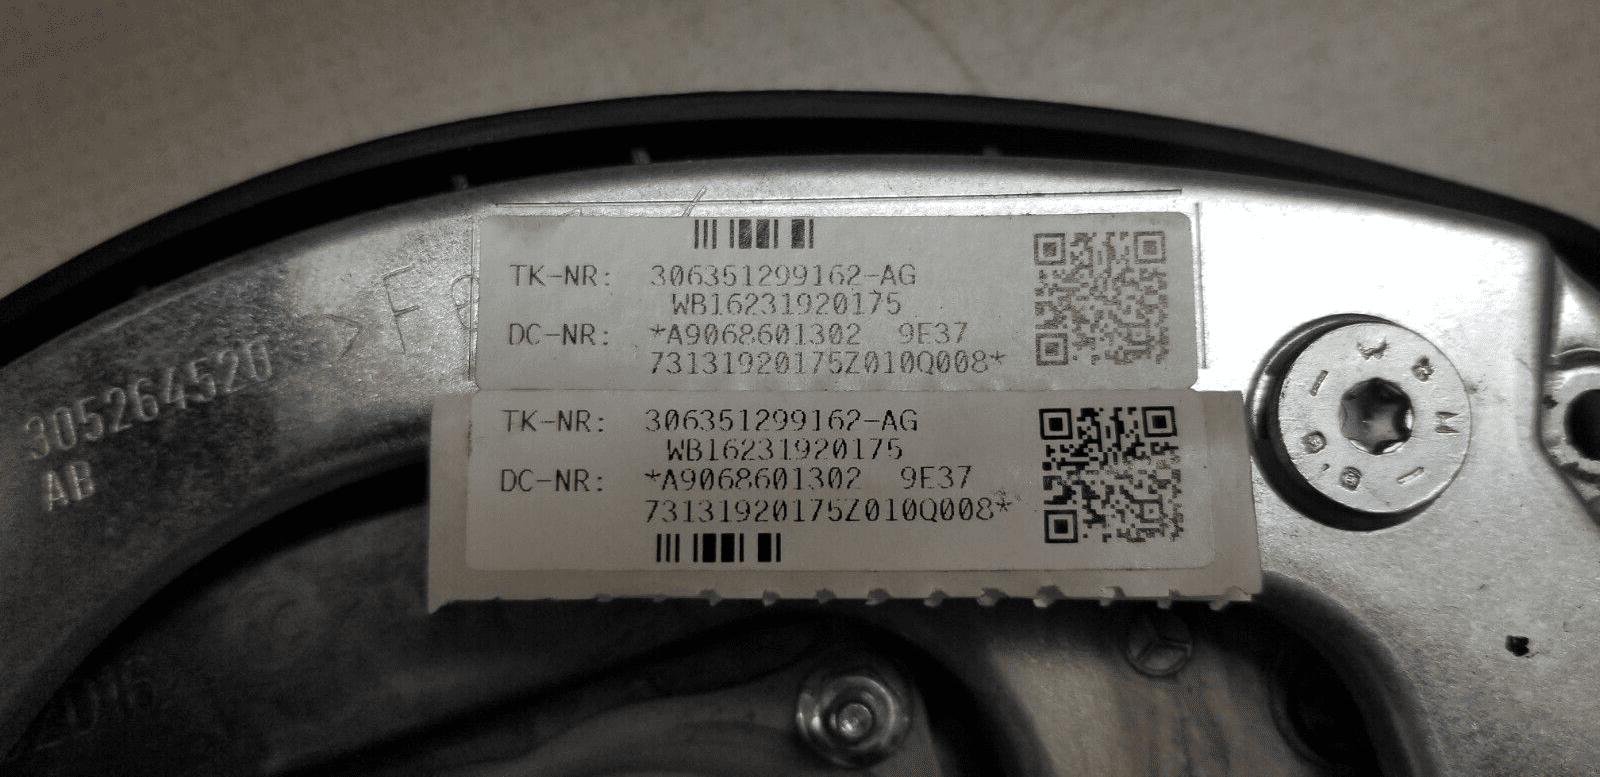 TK-NR: 306351299162-AG
WB16231920175
DC-NR: *A9068601302 9E37
73131920175Z010Q008*
TK-NR: 306351299162-AG
WB16231920175
DC-NR: *A9068601302 9E37
73131920175Z010Q008*
305264520
AB
>Fe